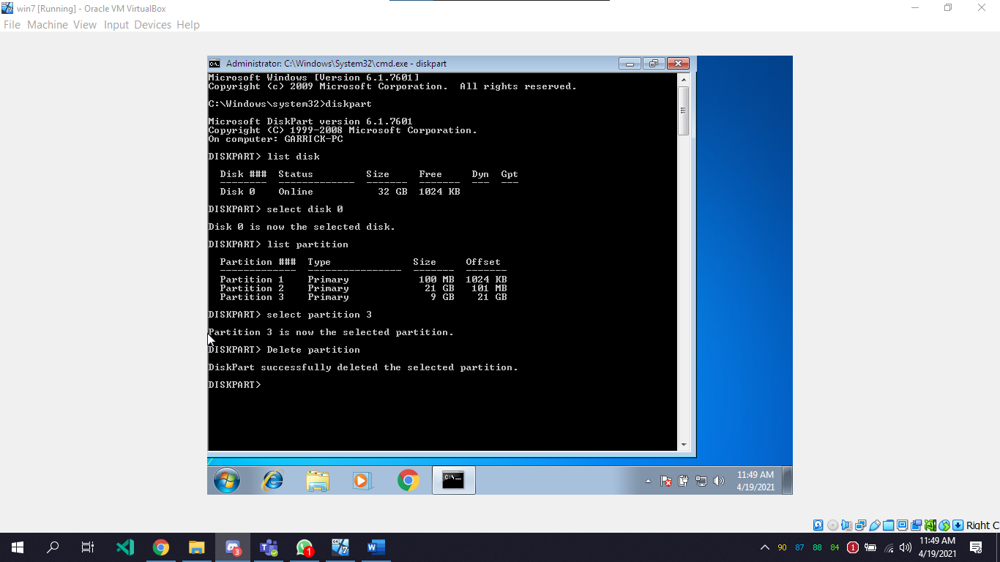 win7 [Running] - Oracle VM VirtualBox
File Machine View Input Devices Help
Administrator: C:\Windows\System32\cmd.exe - diskpart
Microsoft Windows [Version 6.1.7601]
Copyright (c) 2009 Microsoft Corporation.  All rights reserved.
C:\Windows\system32>diskpart
Microsoft DiskPart version 6.1.7601
Copyright (C) 1999-2008 Microsoft Corporation.
On computer: GARRICK-PC
DISKPART> list disk
  Disk ###  Status         Size     Free     Dyn  Gpt
  --------  -------------  -------  -------  ---  ---
  Disk 0    Online           32 GB  1024 KB
DISKPART> select disk 0
Disk 0 is now the selected disk.
DISKPART> list partition
  Partition ###  Type              Size     Offset
  -------------  ----------------  -------  -------
  Partition 1    Primary            100 MB  1024 KB
  Partition 2    Primary             21 GB   101 MB
  Partition 3    Primary              9 GB    21 GB
DISKPART> select partition 3
Partition 3 is now the selected partition.
DISKPART> Delete partition
DiskPart successfully deleted the selected partition.
DISKPART>
11:49 AM
4/19/2021
Right C
3
1
90 87 88 84 1
11:49 AM
4/19/2021